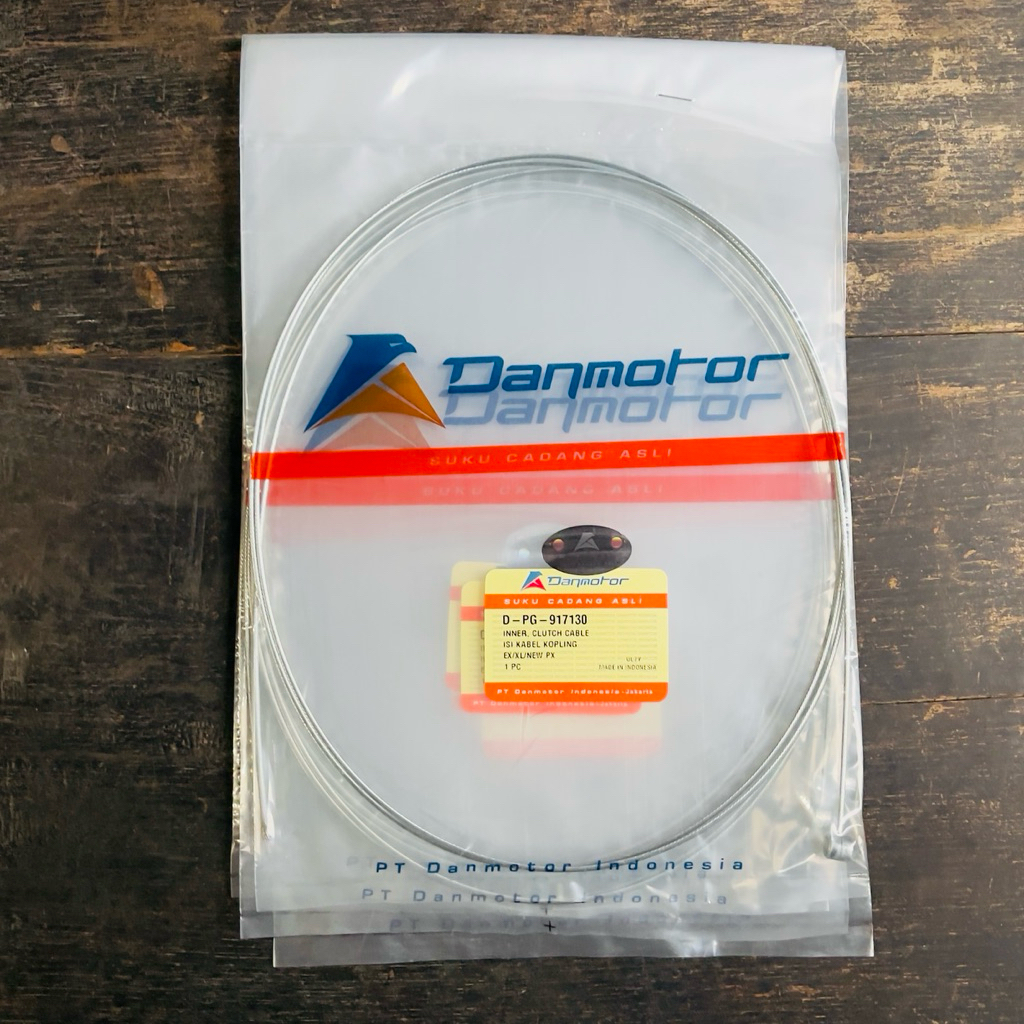 Danmotor
Danmotor
SUKU CADANG ASLI
SUKU CADANG ASLI
Danmotor
SUKU CADANG ASLI
D-PG-917130
INNER, CLUTCH CABLE
ISI KABEL KOPLING
EX/XL/NEW PX
1 PC
MADE IN INDONESIA
PT Danmotor Indonesia-Jakarta
PT Danmotor Indonesia
PT Danmotor Indonesia
PT